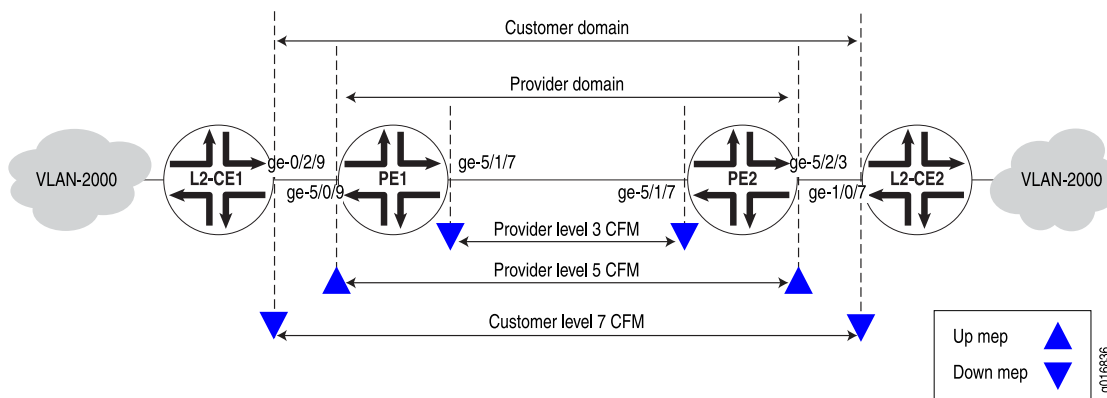 Customer domain
Provider domain
VLAN-2000
L2-CE1
ge-0/2/9
ge-5/0/9
PE1
ge-5/1/7
ge-5/1/7
PE2
ge-5/2/3
ge-1/0/7
L2-CE2
VLAN-2000
Provider level 3 CFM
Provider level 5 CFM
Customer level 7 CFM
Up mep
Down mep
g016836